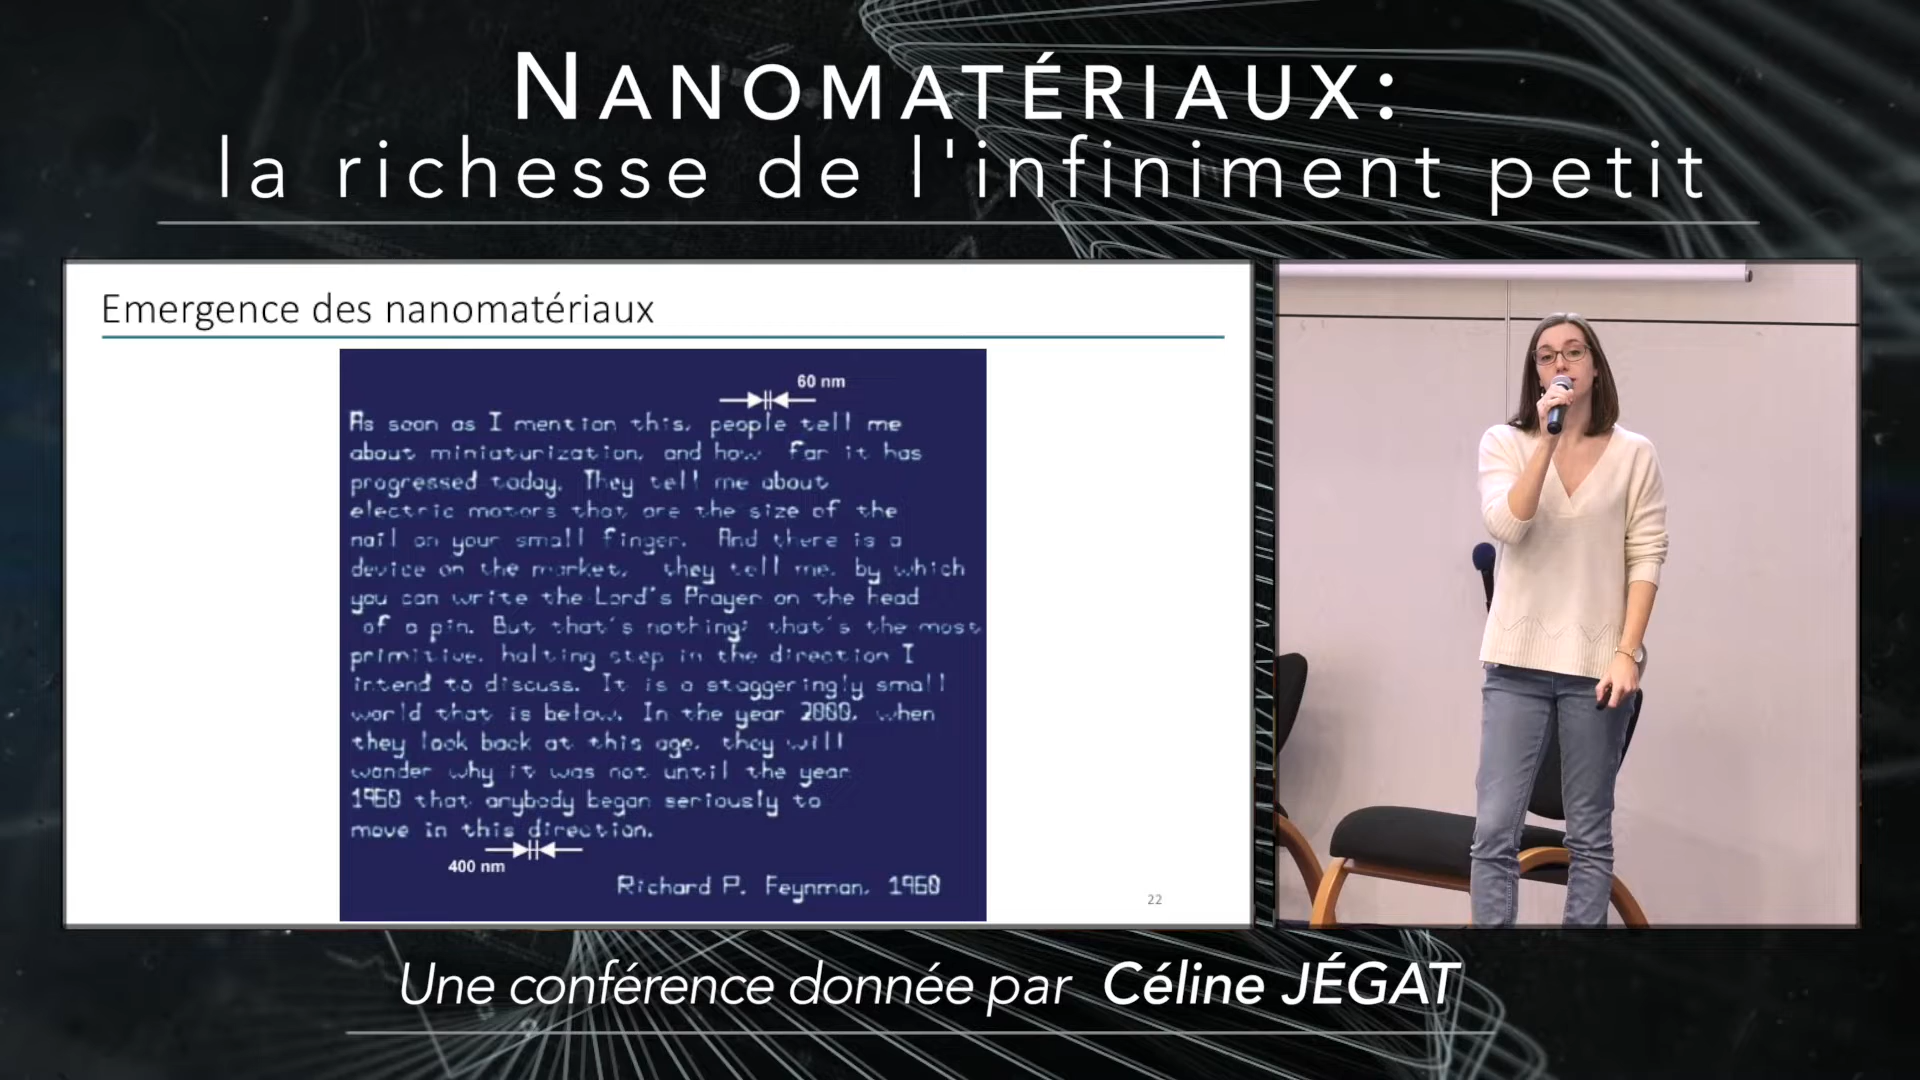 NANOMATÉRIAUX:
la richesse de l'infiniment petit
Emergence des nanomatériaux
60 nm
As soon as I mention this, people tell me
about miniaturization, and how far it has
progressed today. They tell me about
electric motors that are the size of the
nail on your small finger. And there is a
device on the market, they tell me, by which
you can write the Lord's Prayer on the head
of a pin. But that's nothing; that's the most
primitive, halting step in the direction I
intend to discuss. It is a staggeringly small
world that is below. In the year 2000, when
they look back at this age, they will
wonder why it was not until the year
1960 that anybody began seriously to
move in this direction.
400 nm
Richard P. Feynman, 1960
22
Une conférence donnée par Céline JÉGAT